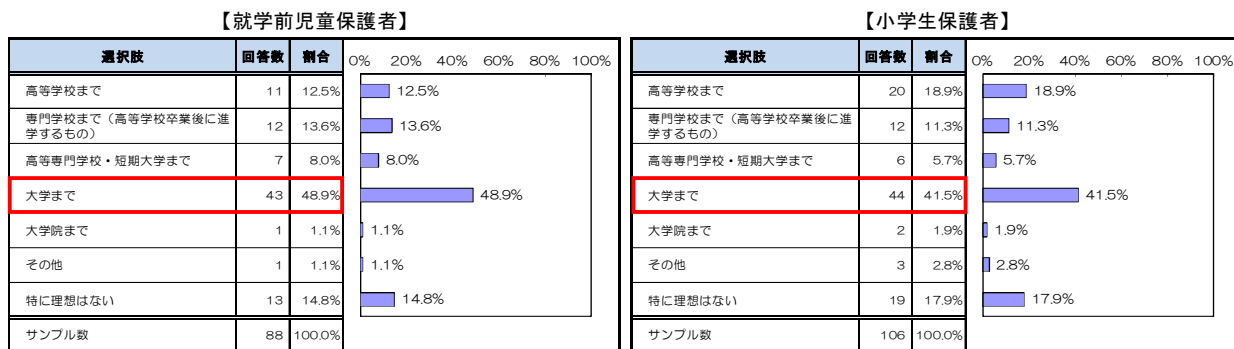 【就学前児童保護者】
選択肢 回答数 割合 0% 20% 40% 60% 80% 100%
高等学校まで 11 12.5% 12.5%
専門学校まで（高等学校卒業後に進
学するもの） 12 13.6% 13.6%
高等専門学校・短期大学まで 7 8.0% 8.0%
大学まで 43 48.9% 48.9%
大学院まで 1 1.1% 1.1%
その他 1 1.1% 1.1%
特に理想はない 13 14.8% 14.8%
サンプル数 88 100.0%
【小学生保護者】
選択肢 回答数 割合 0% 20% 40% 60% 80% 100%
高等学校まで 20 18.9% 18.9%
専門学校まで（高等学校卒業後に進
学するもの） 12 11.3% 11.3%
高等専門学校・短期大学まで 6 5.7% 5.7%
大学まで 44 41.5% 41.5%
大学院まで 2 1.9% 1.9%
その他 3 2.8% 2.8%
特に理想はない 19 17.9% 17.9%
サンプル数 106 100.0%